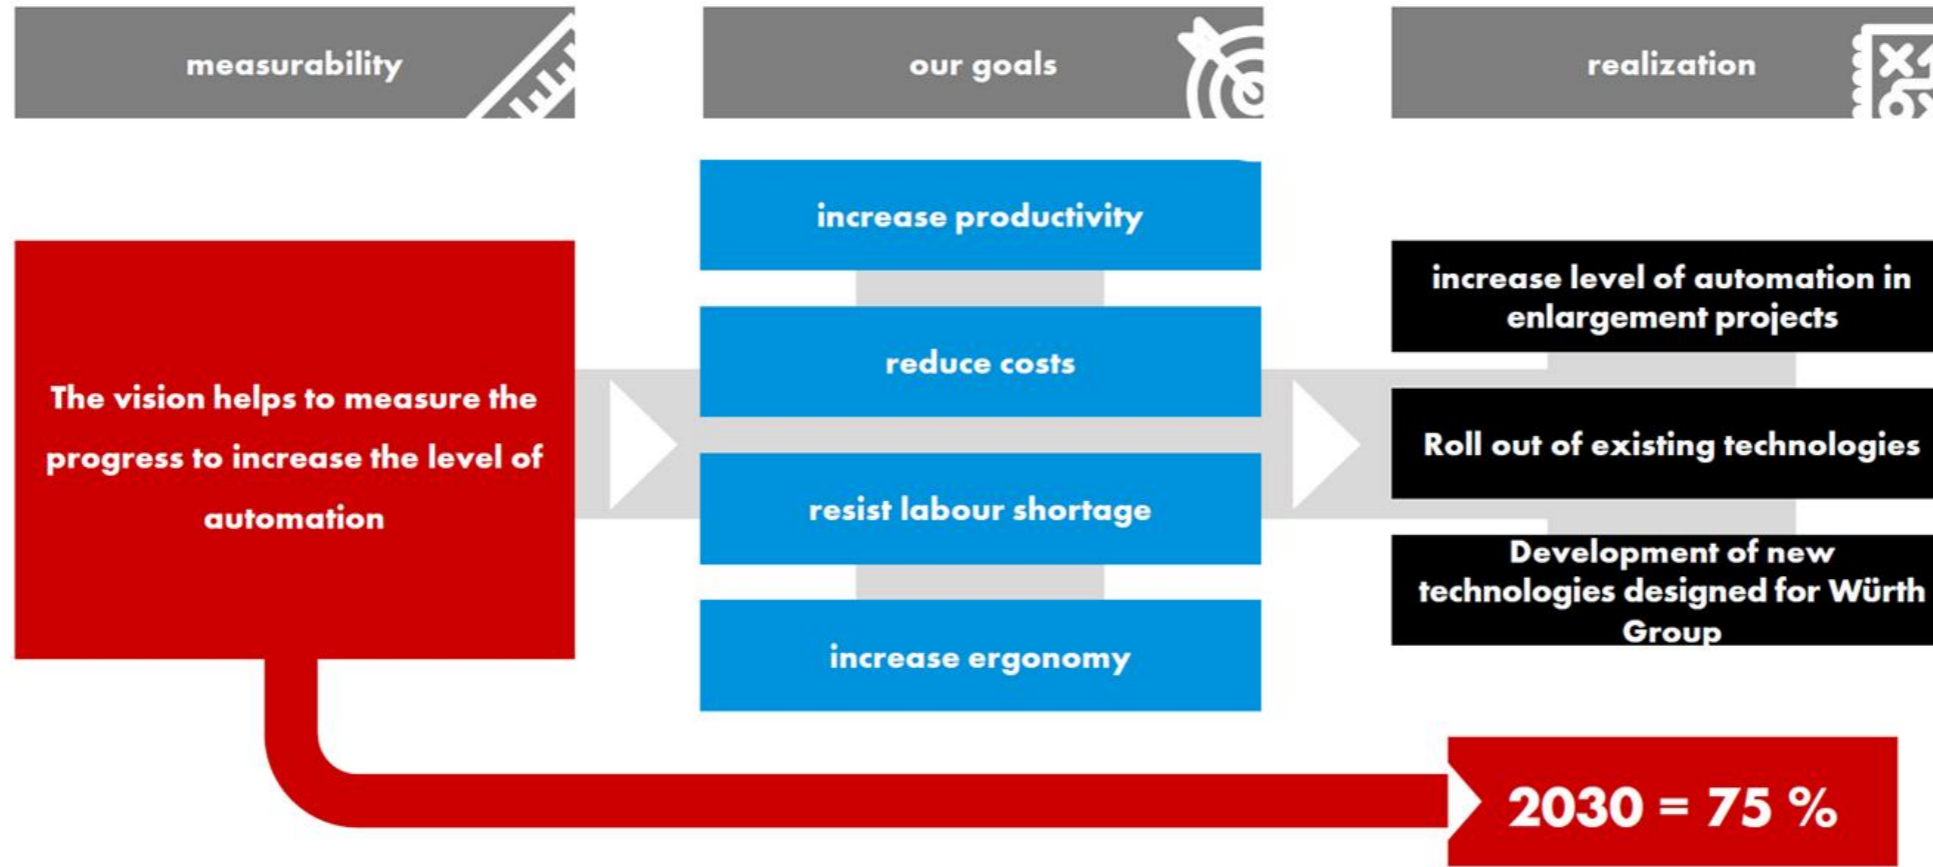 measurability
our goals
realization
The vision helps to measure the
progress to increase the level of
automation
increase productivity
reduce costs
resist labour shortage
increase ergonomy
increase level of automation in
enlargement projects
Roll out of existing technologies
Development of new
technologies designed for Würth
Group
2030 = 75 %